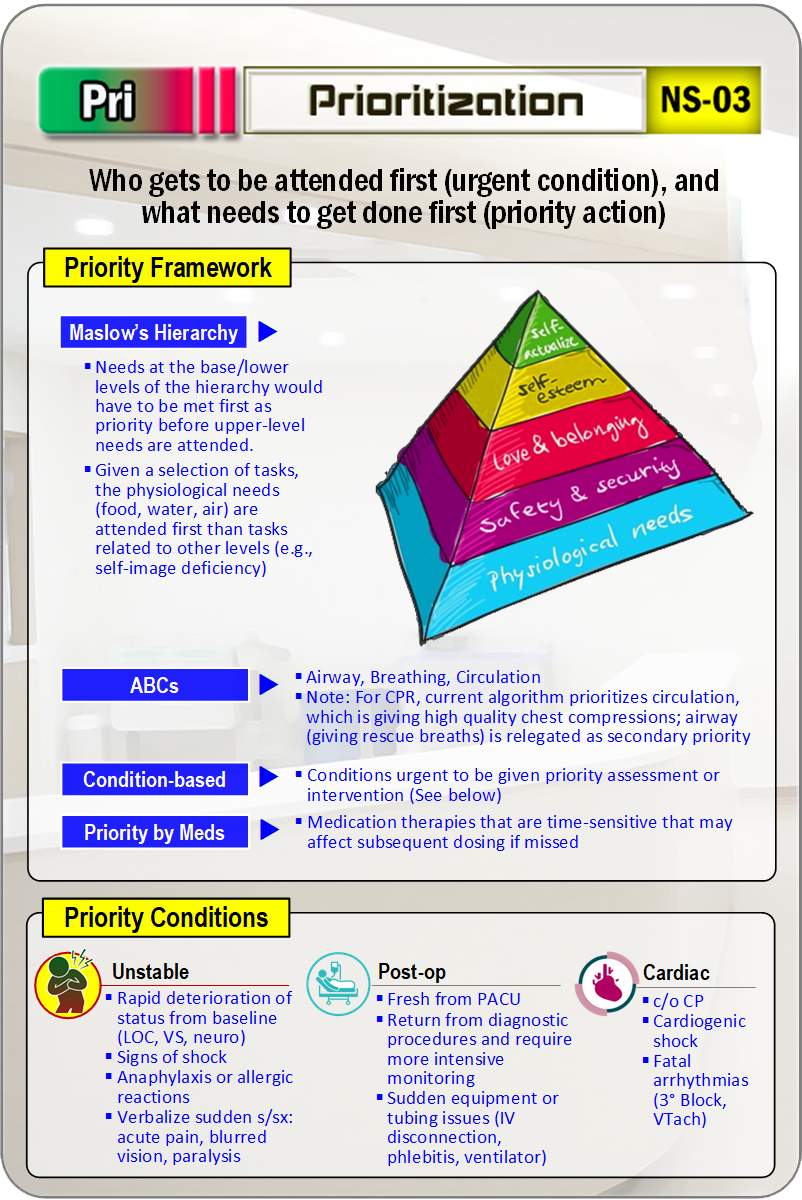 Pri
Prioritization
NS-03
Who gets to be attended first (urgent condition), and
what needs to get done first (priority action)
Priority Framework
Maslow's Hierarchy
▪ Needs at the base/lower
levels of the hierarchy would
have to be met first as
priority before upper-level
needs are attended.
▪ Given a selection of tasks,
the physiological needs
(food, water, air) are
attended first than tasks
related to other levels (e.g.,
self-image deficiency)
self-
actualize
self-
esteem
love & belonging
Safety & security
physiological needs
ABCs
▪ Airway, Breathing, Circulation
▪ Note: For CPR, current algorithm prioritizes circulation,
which is giving high quality chest compressions; airway
(giving rescue breaths) is relegated as secondary priority
Condition-based
▪ Conditions urgent to be given priority assessment or
intervention (See below)
Priority by Meds
▪ Medication therapies that are time-sensitive that may
affect subsequent dosing if missed
Priority Conditions
Unstable
▪ Rapid deterioration of
status from baseline
(LOC, VS, neuro)
▪ Signs of shock
▪ Anaphylaxis or allergic
reactions
▪ Verbalize sudden s/sx:
acute pain, blurred
vision, paralysis
Post-op
▪ Fresh from PACU
▪ Return from diagnostic
procedures and require
more intensive
monitoring
▪ Sudden equipment or
tubing issues (IV
disconnection,
phlebitis, ventilator)
Cardiac
▪ c/o CP
▪ Cardiogenic
shock
▪ Fatal
arrhythmias
(3° Block,
VTach)